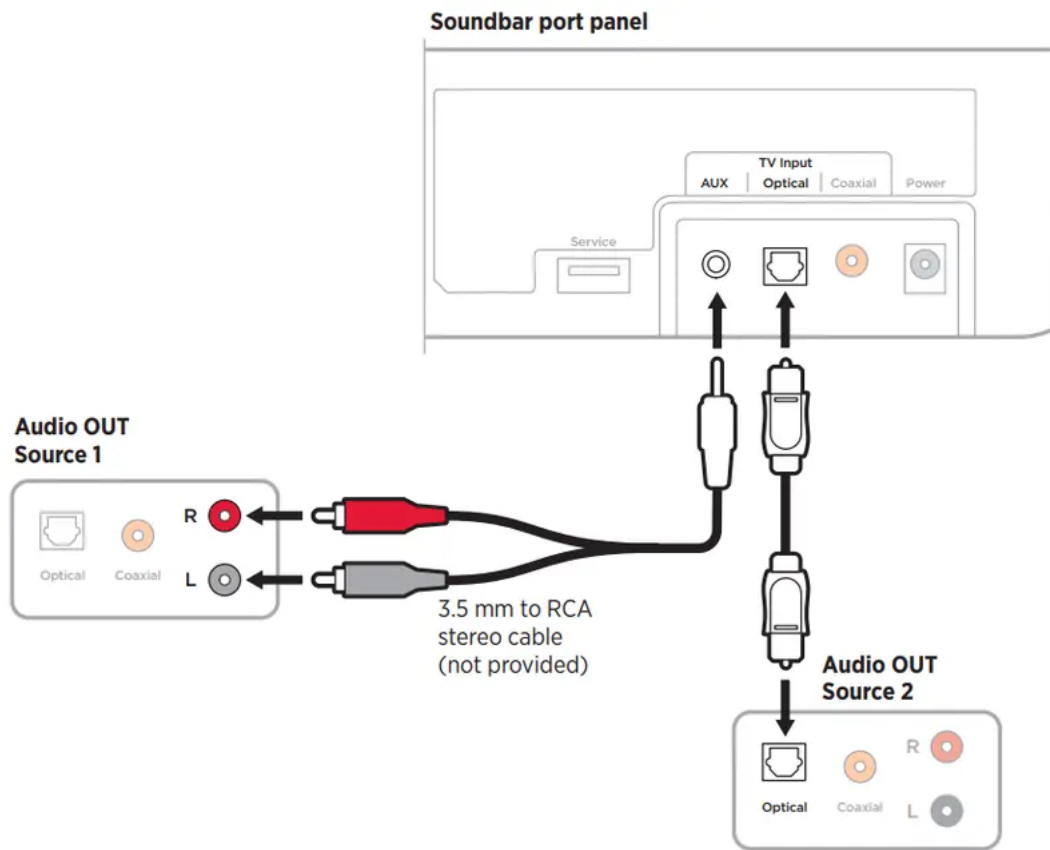 Soundbar port panel
TV Input
AUX Optical Coaxial Power
Service
Audio OUT
Source 1
R
Optical Coaxial L
3.5 mm to RCA
stereo cable
(not provided)
Audio OUT
Source 2
R
Optical Coaxial L